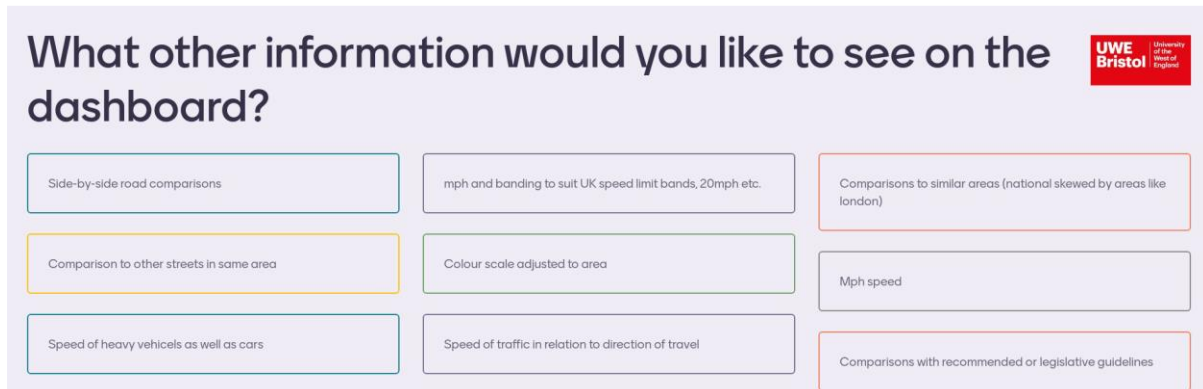 What other information would you like to see on the
dashboard?
UWE
Bristol
University
of the
West of
England
Side-by-side road comparisons
mph and banding to suit UK speed limit bands, 20mph etc.
Comparisons to similar areas (national skewed by areas like
london)
Comparison to other streets in same area
Colour scale adjusted to area
Mph speed
Speed of heavy vehicels as well as cars
Speed of traffic in relation to direction of travel
Comparisons with recommended or legislative guidelines